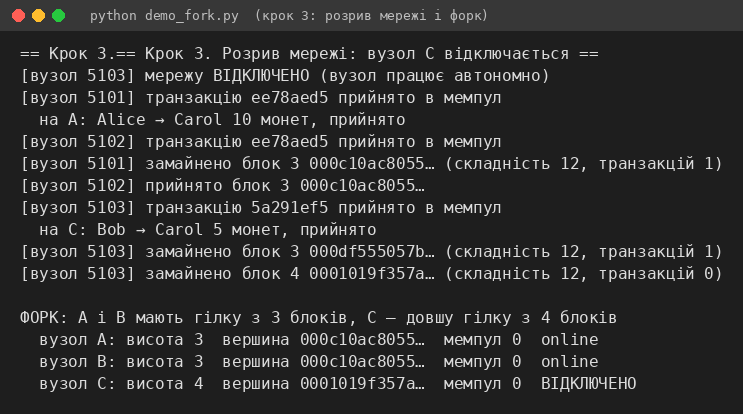 python demo_fork.py (крок 3: розрив мережі і форк)
== Крок 3.== Крок 3. Розрив мережі: вузол C відключається ==
[вузол 5103] мережу ВІДКЛЮЧЕНО (вузол працює автономно)
[вузол 5101] транзакцію ee78aed5 прийнято в мемпул
на A: Alice → Carol 10 монет, прийнято
[вузол 5102] транзакцію ee78aed5 прийнято в мемпул
[вузол 5101] замайнено блок 3 000c10ac8055… (складність 12, транзакцій 1)
[вузол 5102] прийнято блок 3 000c10ac8055…
[вузол 5103] транзакцію 5a291ef5 прийнято в мемпул
на C: Bob → Carol 5 монет, прийнято
[вузол 5103] замайнено блок 3 000df555057b… (складність 12, транзакцій 1)
[вузол 5103] замайнено блок 4 0001019f357a… (складність 12, транзакцій 0)
ФОРК: A і B мають гілку з 3 блоків, C — довшу гілку з 4 блоків
вузол A: висота 3 вершина 000c10ac8055… мемпул 0 online
вузол B: висота 3 вершина 000c10ac8055… мемпул 0 online
вузол C: висота 4 вершина 0001019f357a… мемпул 0 ВІДКЛЮЧЕНО